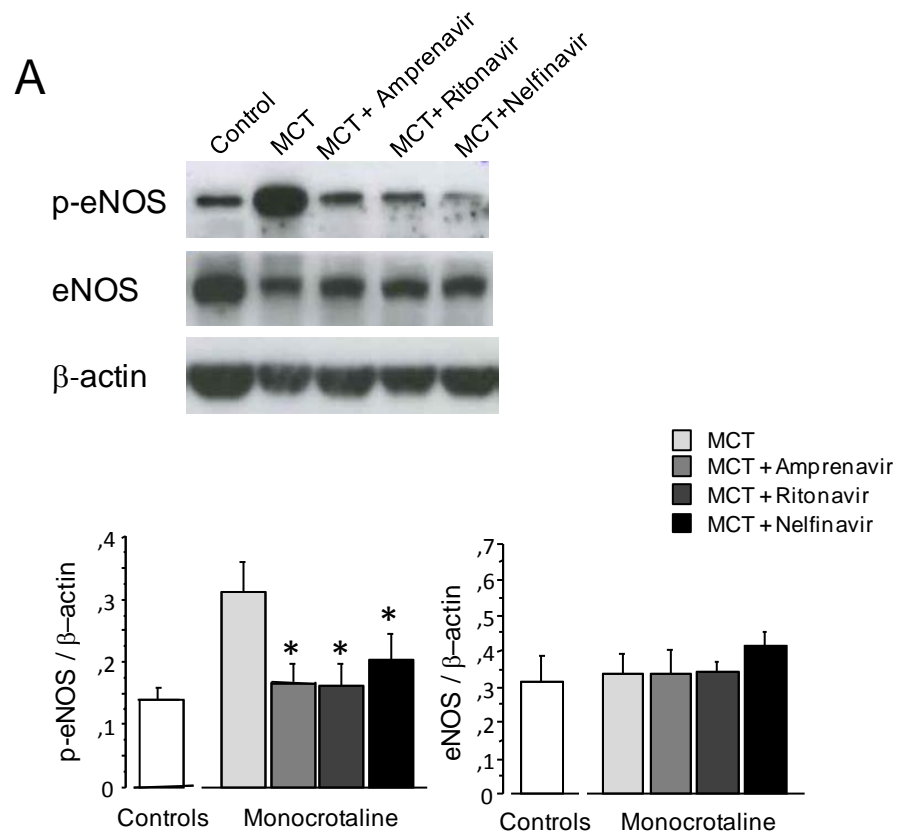 A
Control
MCT
MCT + Amprenavir
MCT+ Ritonavir
MCT+Nelfinavir
p-eNOS
eNOS
β-actin
MCT
MCT + Amprenavir
MCT + Ritonavir
MCT + Nelfinavir
p-eNOS / β–actin
,4
,3
,2
,1
0
*
*
*
Controls
Monocrotaline
eNOS / β–actin
,7
,6
,5
,4
,3
,2
,1
0
Controls
Monocrotaline